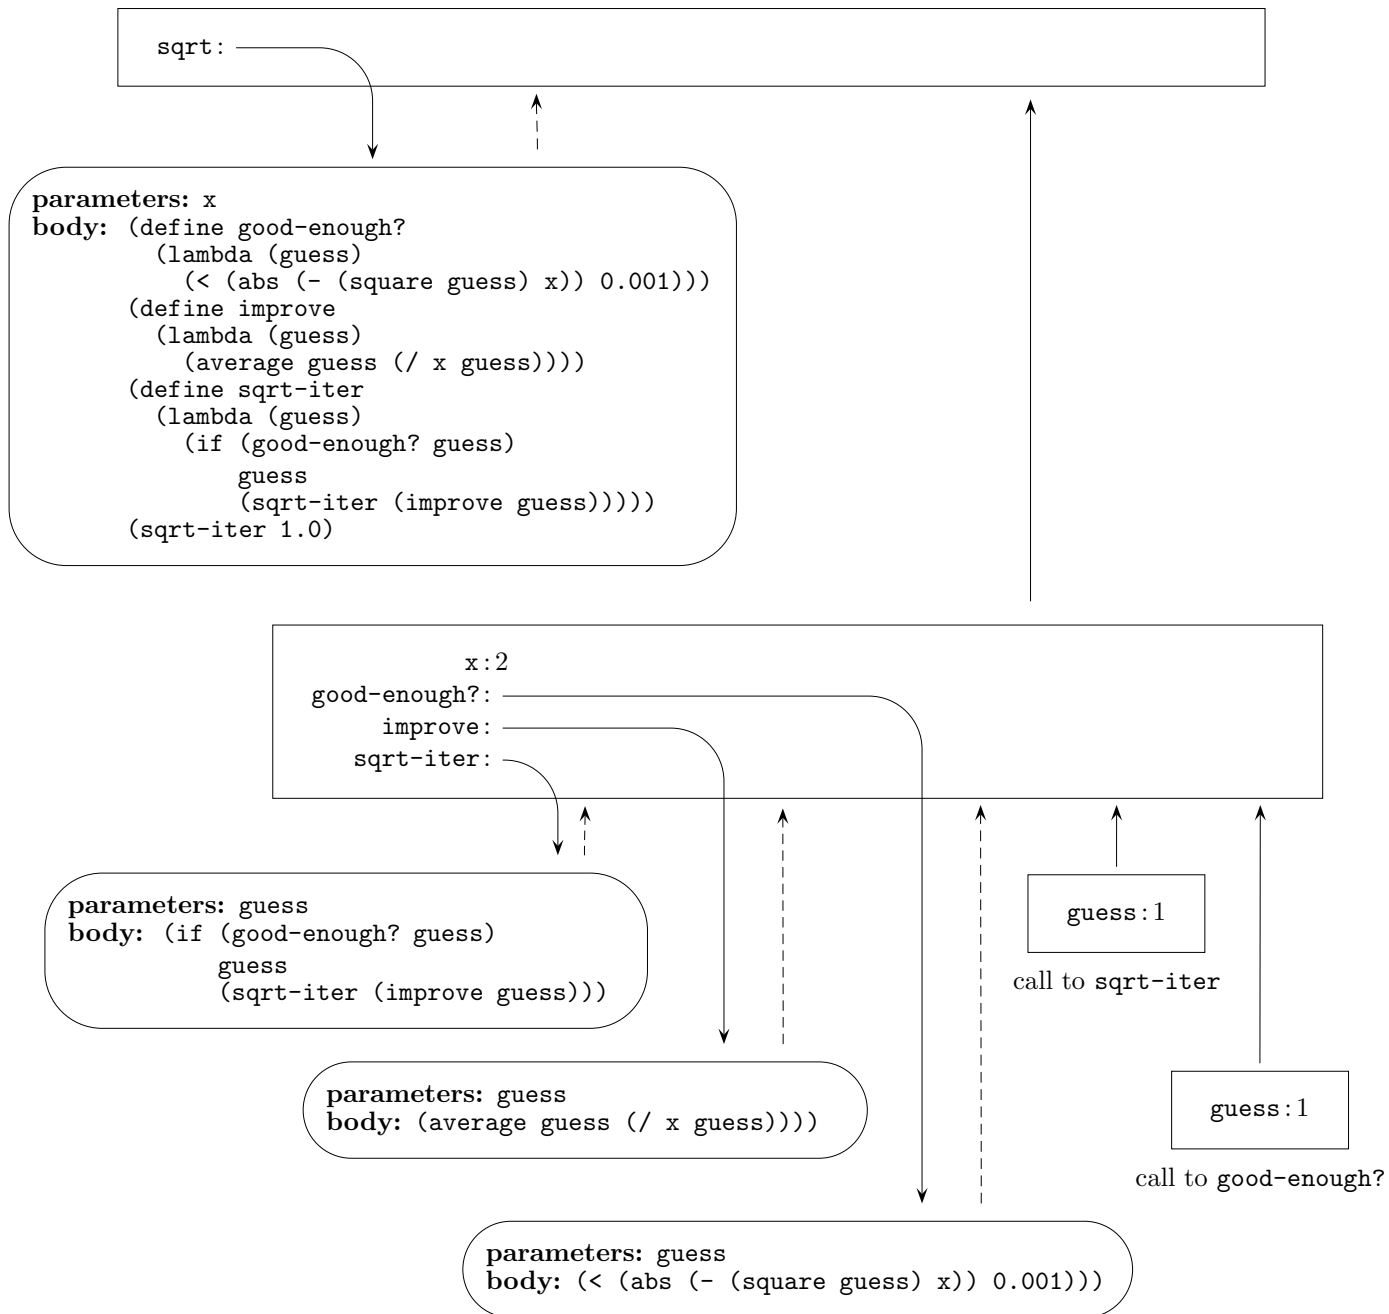 sqrt:
parameters: x
body: (define good-enough?
(lambda (guess)
(< (abs (- (square guess) x)) 0.001)))
(define improve
(lambda (guess)
(average guess (/ x guess))))
(define sqrt-iter
(lambda (guess)
(if (good-enough? guess)
guess
(sqrt-iter (improve guess)))))
(sqrt-iter 1.0)
x:2
good-enough?:
improve:
sqrt-iter:
parameters: guess
body: (if (good-enough? guess)
guess
(sqrt-iter (improve guess)))
guess:1
call to sqrt-iter
parameters: guess
body: (average guess (/ x guess))))
guess:1
call to good-enough?
parameters: guess
body: (< (abs (- (square guess) x)) 0.001)))